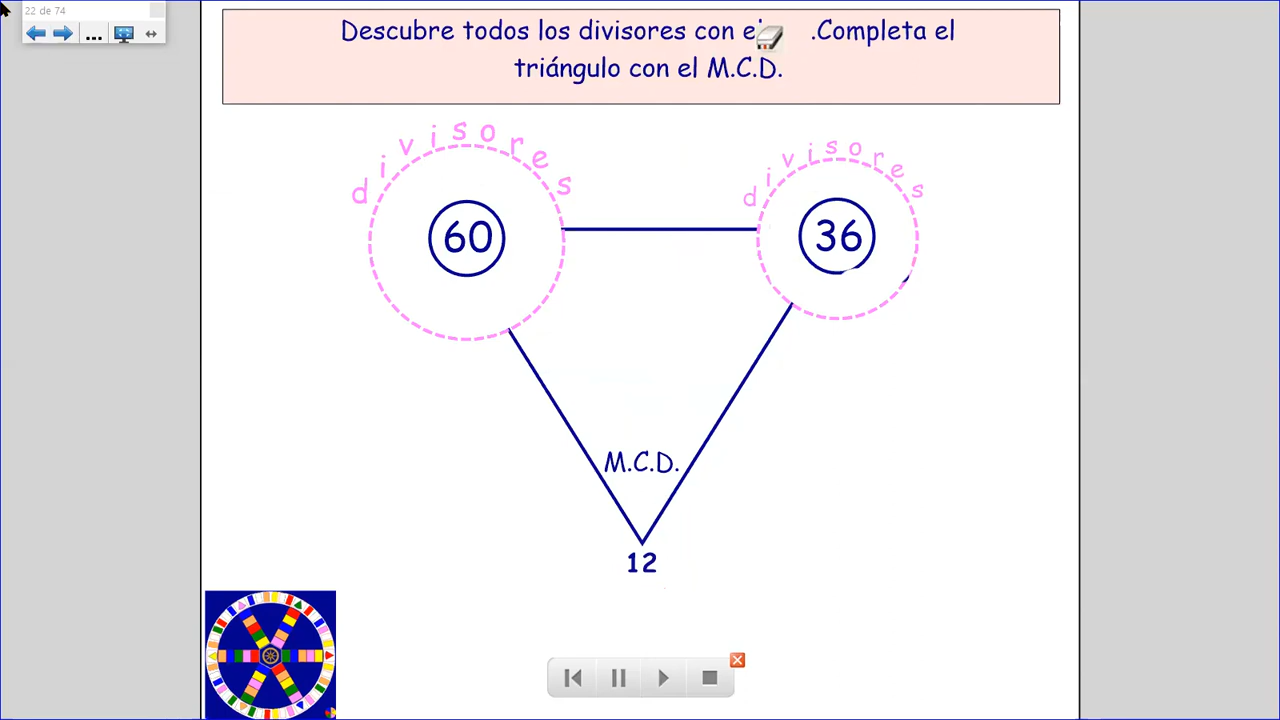 22 de 74
Descubre todos los divisores con el .Completa el
triángulo con el M.C.D.
divisores
divisores
60
36
M.C.D.
12